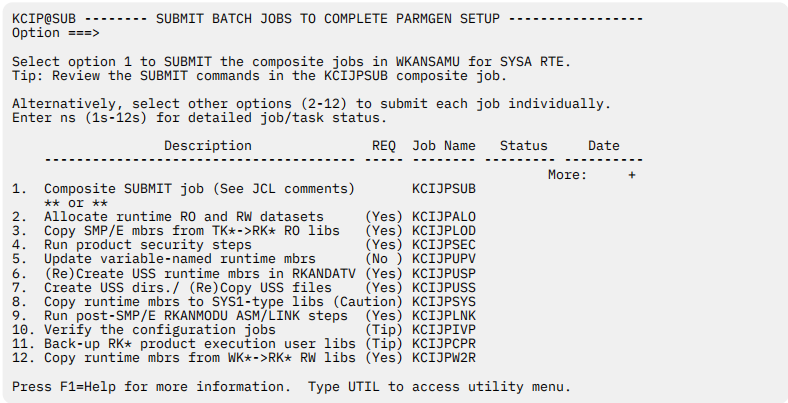 KCIP@SUB -------- SUBMIT BATCH JOBS TO COMPLETE PARMGEN SETUP -----------------
Option ===>
Select option 1 to SUBMIT the composite jobs in WKANSAMU for SYSA RTE.
Tip: Review the SUBMIT commands in the KCIJPSUB composite job.
Alternatively, select other options (2-12) to submit each job individually.
Enter ns (1s-12s) for detailed job/task status.
Description REQ Job Name Status Date
---------------------------------------- ----- -------- --------- ----------
More: +
1. Composite SUBMIT job (See JCL comments) KCIJPSUB
** or **
2. Allocate runtime RO and RW datasets (Yes) KCIJPALO
3. Copy SMP/E mbrs from TK*->RK* RO libs (Yes) KCIJPLOD
4. Run product security steps (Yes) KCIJPSEC
5. Update variable-named runtime mbrs (No ) KCIJPUPV
6. (Re)Create USS runtime mbrs in RKANDATV (Yes) KCIJPUSP
7. Create USS dirs./ (Re)Copy USS files (Yes) KCIJPUSS
8. Copy runtime mbrs to SYS1-type libs (Caution) KCIJPSYS
9. Run post-SMP/E RKANMODU ASM/LINK steps (Yes) KCIJPLNK
10. Verify the configuration jobs (Tip) KCIJPIVP
11. Back-up RK* product execution user libs (Tip) KCIJPCPR
12. Copy runtime mbrs from WK*->RK* RW libs (Yes) KCIJPW2R
Press F1=Help for more information. Type UTIL to access utility menu.